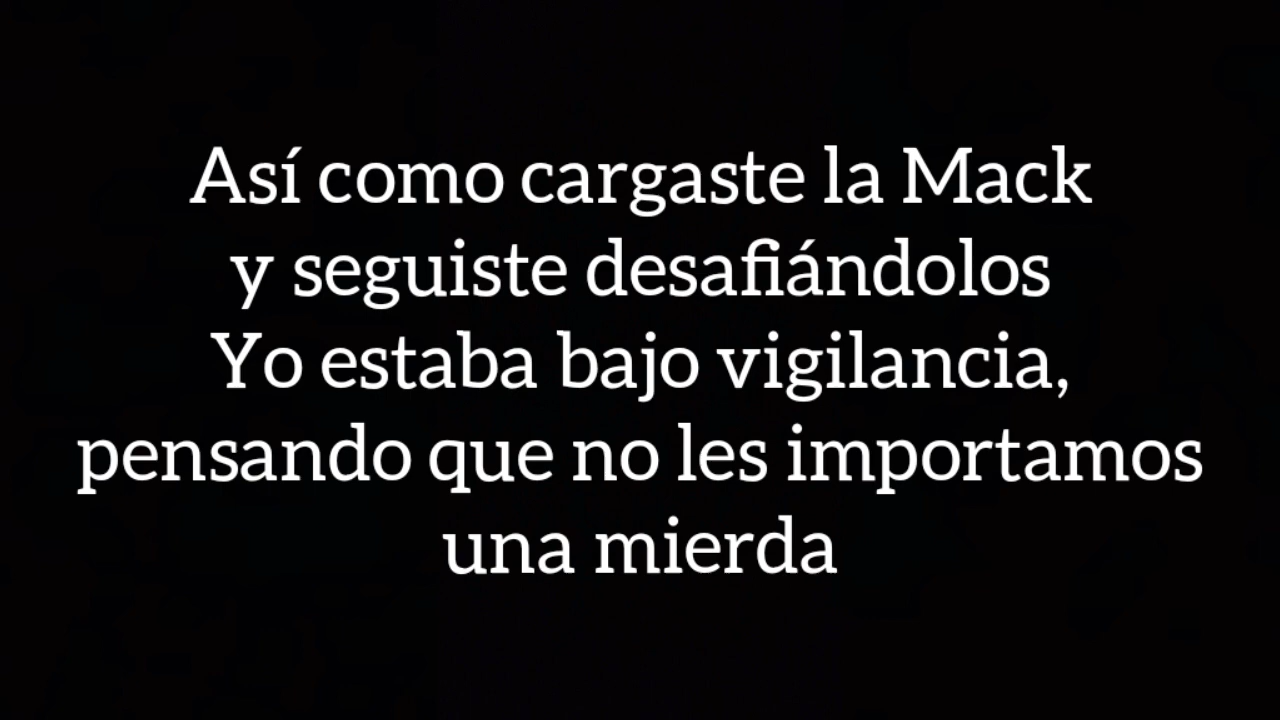 Así como cargaste la Mack
y seguiste desafiándolos
Yo estaba bajo vigilancia,
pensando que no les importamos
una mierda